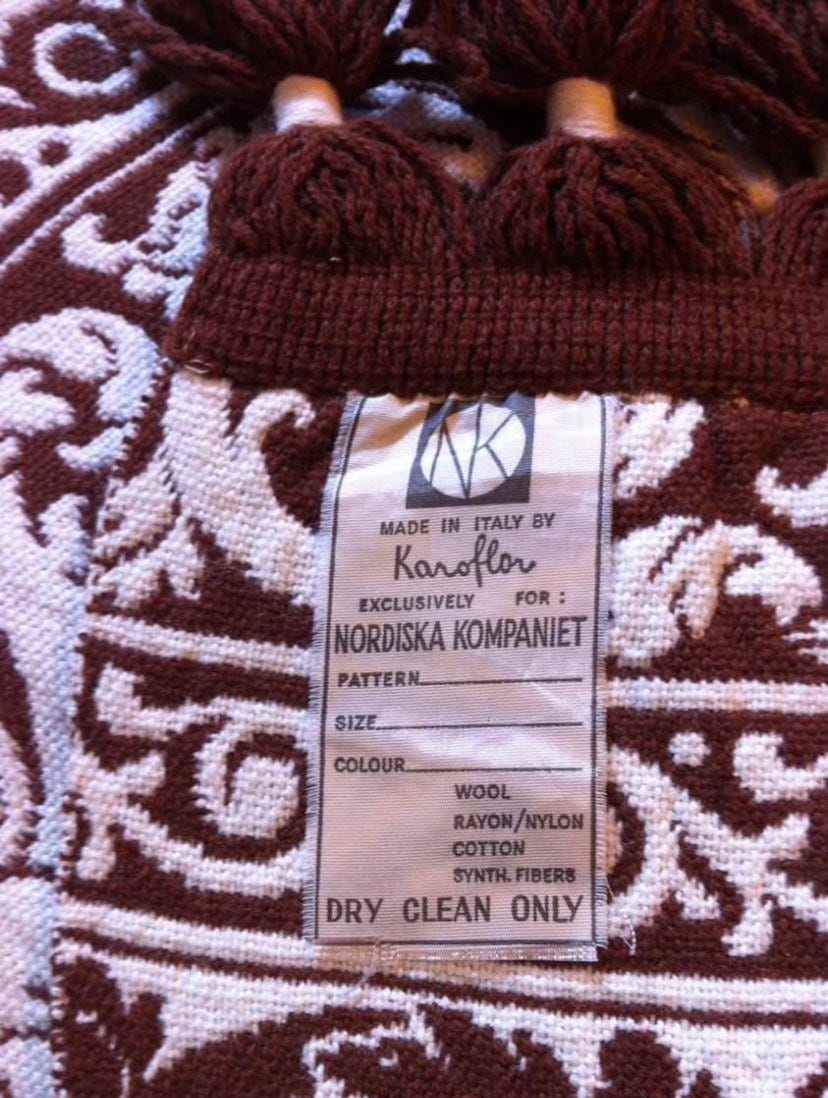 NK
MADE IN ITALY BY
Karoflor
EXCLUSIVELY FOR:
NORDISKA KOMPANIET
PATTERN
SIZE
COLOUR
WOOL
RAYON/NYLON
COTTON
SYNTH. FIBERS
DRY CLEAN ONLY